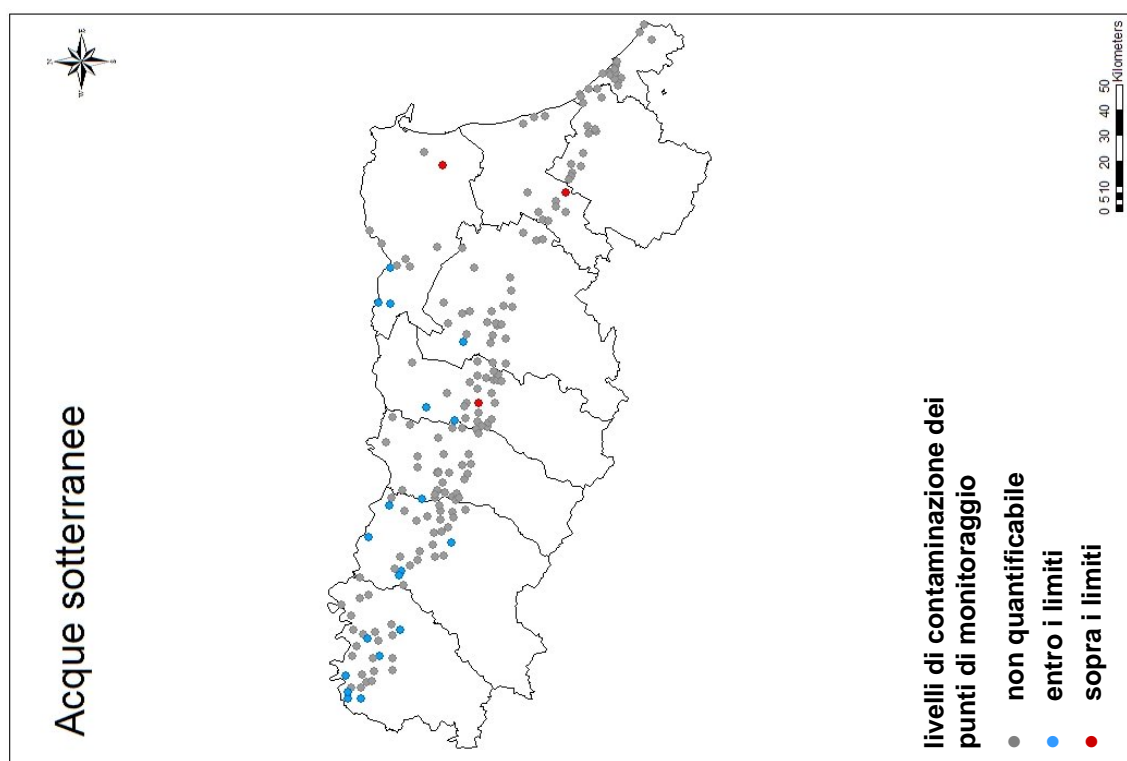 Acque sotterranee
N
E
S
W
livelli di contaminazione dei
punti di monitoraggio
non quantificabile
entro i limiti
sopra i limiti
0 5 10 20 30 40 50
Kilometers